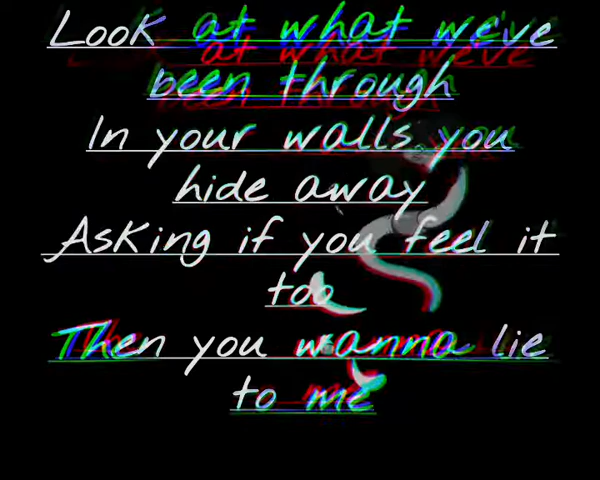 Look at what we've
been through
In your walls you
hide away
Asking if you feel it
too
Then you wanna lie
to me